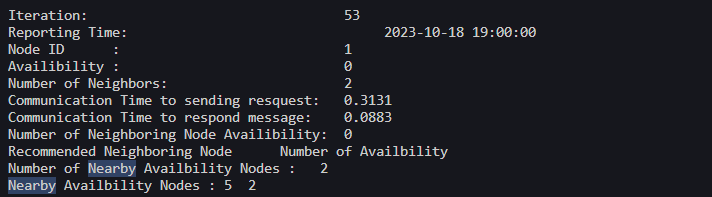 Iteration: 53
Reporting Time: 2023-10-18 19:00:00
Node ID : 1
Availibility : 0
Number of Neighbors: 2
Communication Time to sending resquest: 0.3131
Communication Time to respond message: 0.0883
Number of Neighboring Node Availibility: 0
Recommended Neighboring Node Number of Availbility
Number of Nearby Availbility Nodes : 2
Nearby Availbility Nodes : 5 2